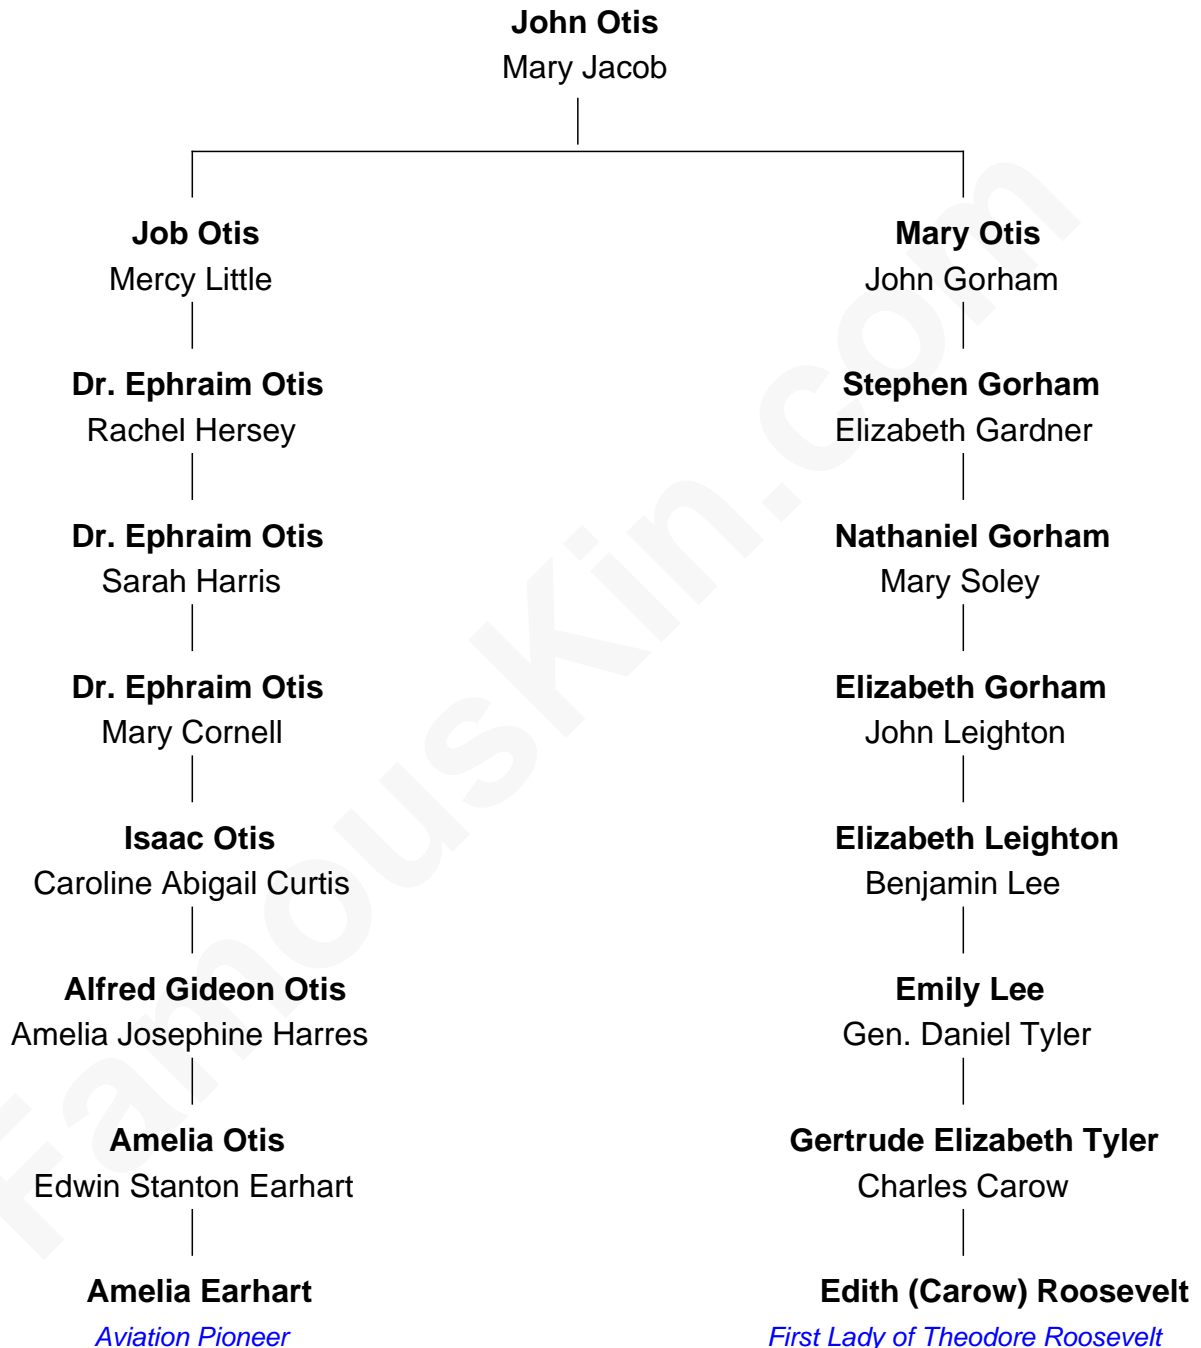 John Otis
Mary Jacob
Job Otis
Mary Otis
Mercy Little
John Gorham
Dr. Ephraim Otis
Stephen Gorham
Rachel Hersey
Elizabeth Gardner
Dr. Ephraim Otis
Nathaniel Gorham
Sarah Harris
Mary Soley
Dr. Ephraim Otis
Elizabeth Gorham
Mary Cornell
John Leighton
Isaac Otis
Elizabeth Leighton
Caroline Abigail Curtis
Benjamin Lee
Alfred Gideon Otis
Emily Lee
Amelia Josephine Harres
Gen. Daniel Tyler
Amelia Otis
Gertrude Elizabeth Tyler
Edwin Stanton Earhart
Charles Carow
Amelia Earhart
Edith (Carow) Roosevelt
Aviation Pioneer
First Lady of Theodore Roosevelt
FamousKin.com